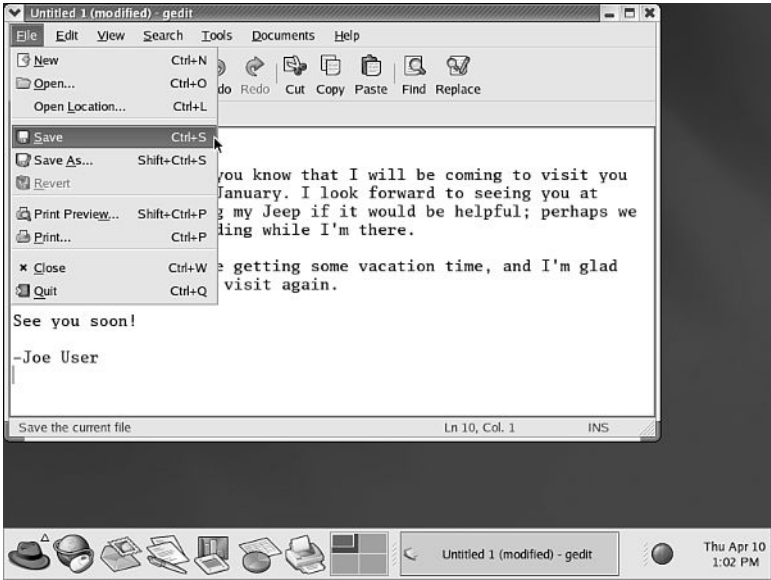 Untitled 1 (modified) - gedit
File Edit View Search Tools Documents Help
New Ctrl+N
Open... Ctrl+O
Open Location... Ctrl+L
Save Ctrl+S
Save As... Shift+Ctrl+S
Revert
Print Preview... Shift+Ctrl+P
Print... Ctrl+P
Close Ctrl+W
Quit Ctrl+Q
do Redo Cut Copy Paste Find Replace
you know that I will be coming to visit you
January. I look forward to seeing you at
g my Jeep if it would be helpful; perhaps we
ding while I'm there.
e getting some vacation time, and I'm glad
visit again.
See you soon!
-Joe User
Save the current file Ln 10, Col. 1 INS
Untitled 1 (modified) - gedit
Thu Apr 10
1:02 PM